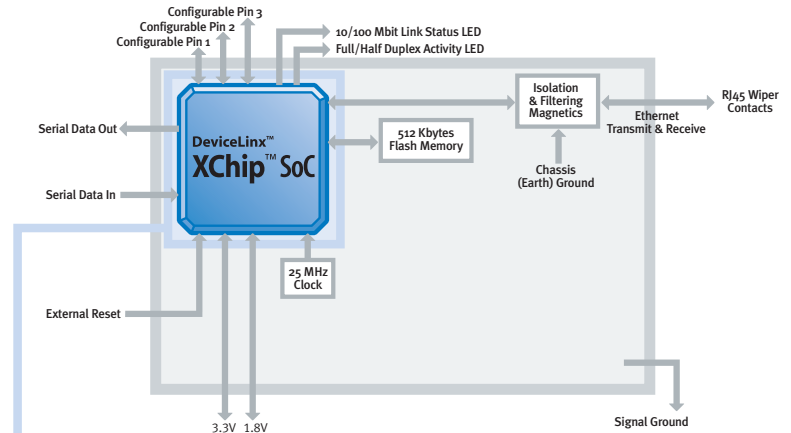 Configurable Pin 3
Configurable Pin 2
Configurable Pin 1
10/100 Mbit Link Status LED
Full/Half Duplex Activity LED
Isolation
& Filtering
Magnetics
RJ45 Wiper
Contacts
Ethernet
Transmit & Receive
Serial Data Out
DeviceLinx™
XChip™ SoC
512 Kbytes
Flash Memory
Chassis
(Earth) Ground
Serial Data In
25 MHz
Clock
External Reset
Signal Ground
3.3V 1.8V